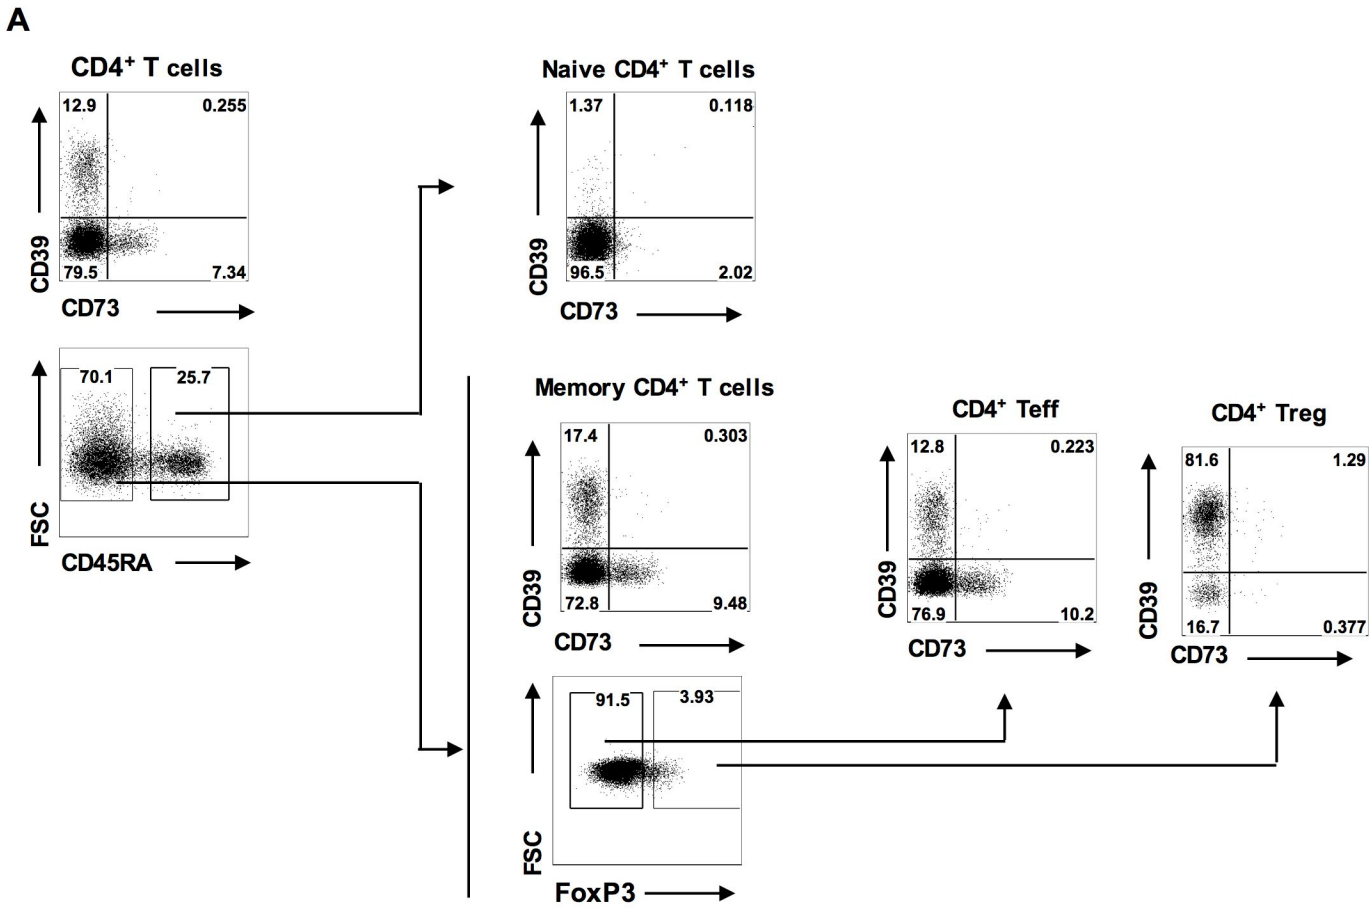 A
CD4⁺ T cells
12.9 0.255
79.5 7.34
CD39
CD73
70.1 25.7
FSC
CD45RA
Naive CD4⁺ T cells
1.37 0.118
96.5 2.02
CD39
CD73
Memory CD4⁺ T cells
17.4 0.303
72.8 9.48
CD39
CD73
91.5 3.93
FSC
FoxP3
CD4⁺ Teff
12.8 0.223
76.9 10.2
CD39
CD73
CD4⁺ Treg
81.6 1.29
16.7 0.377
CD39
CD73